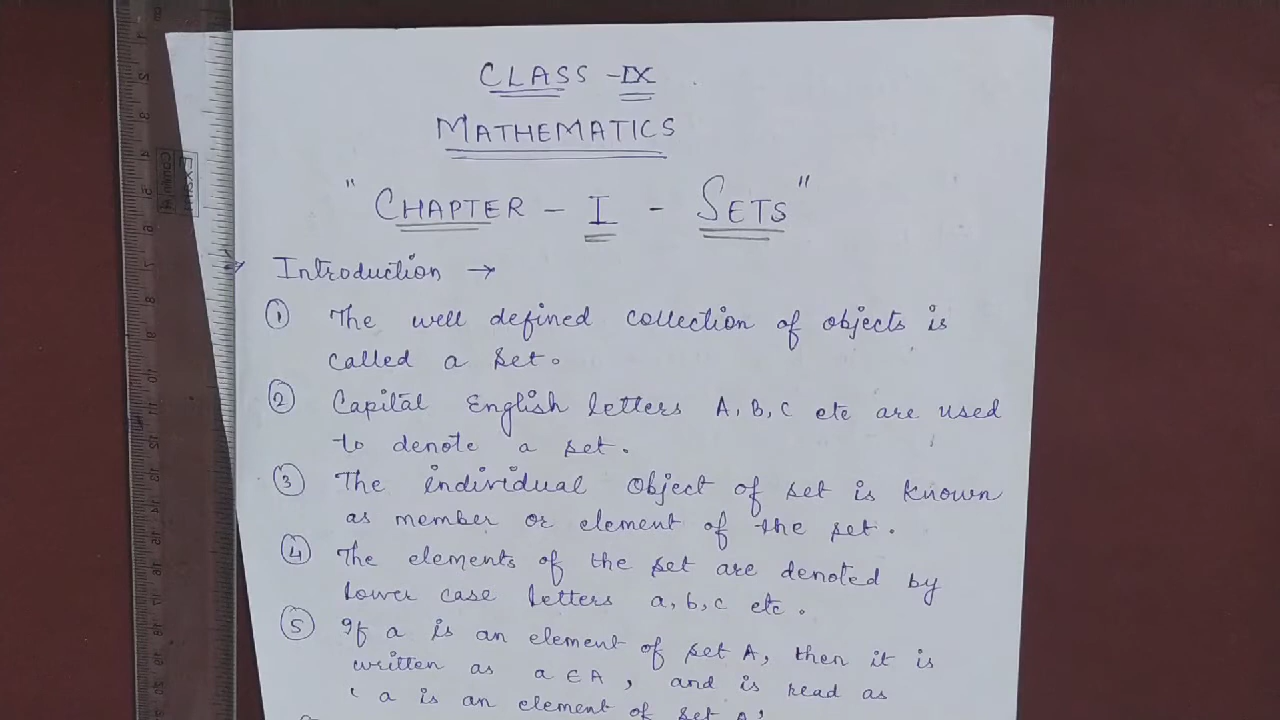 CLASS -IX
MATHEMATICS
"CHAPTER - I - SETS"
Introduction →
① The well defined collection of objects is
called a set.
② Capital English letters A, B, C etc are used
to denote a set.
③ The individual object of set is known
as member or element of the set.
④ The elements of the set are denoted by
lower case letters a, b, c etc.
⑤ If a is an element of set A, then it is
written as a ∈ A, and is read as
'a is an element of set A'